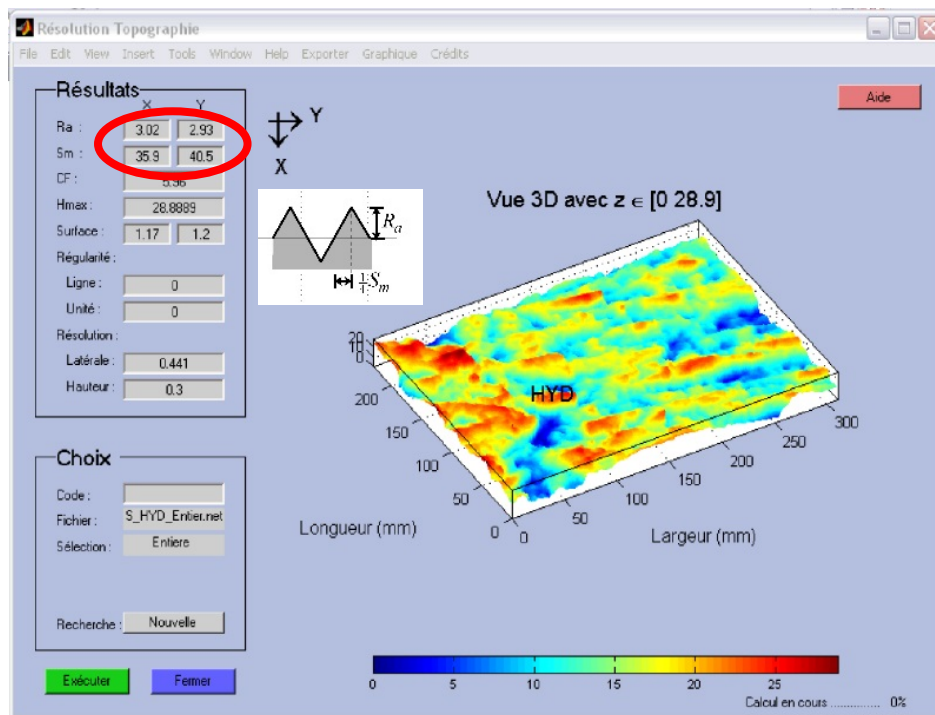 Résolution Topographie
File Edit View Insert Tools Window Help Exporter Graphique Crédits
Résultats
X Y
Ra : 3.02 2.93
Sm : 35.9 40.5
CF : 5.96
Hmax : 28.8889
Surface : 1.17 1.2
Régularité :
Ligne : 0
Unité : 0
Résolution :
Latérale : 0.441
Hauteur : 0.3
Choix
Code :
Fichier : S_HYD_Entier.net
Sélection : Entiere
Recherche : Nouvelle
Exécuter Fermer
Y
X
Ra
¼Sm
Aide
Vue 3D avec z ∈ [0 28.9]
HYD
20
10
0
200
150
100
50
0
Longueur (mm)
0
50
100
150
200
250
300
Largeur (mm)
0 5 10 15 20 25
Calcul en cours .............. 0%